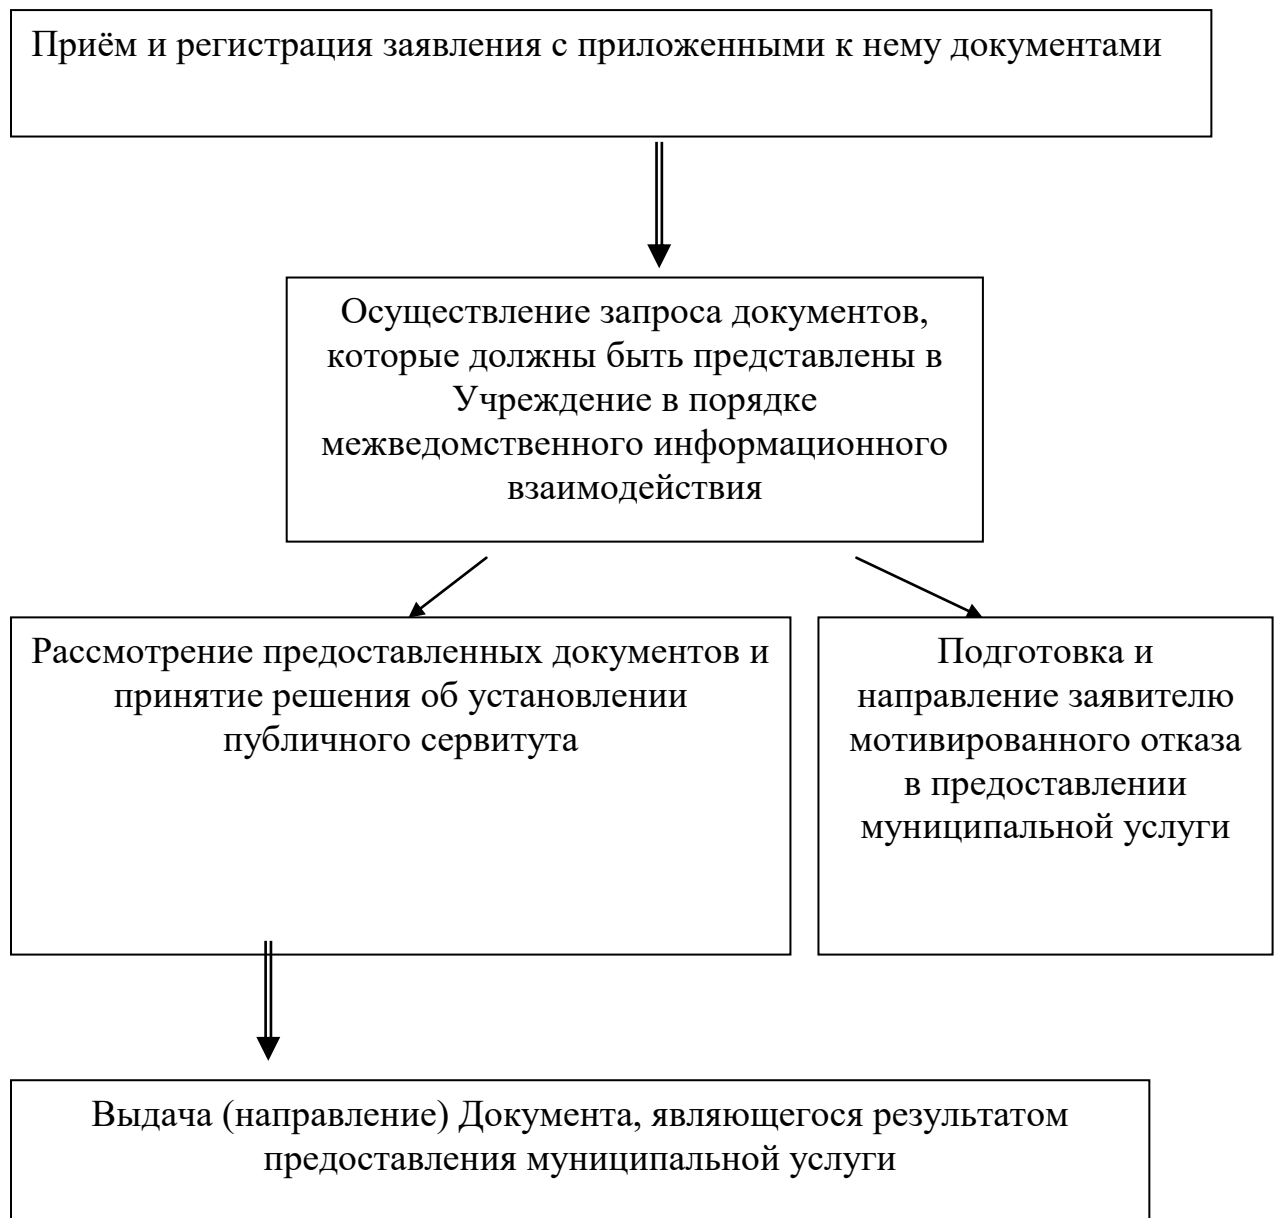 Приём и регистрация заявления с приложенными к нему документами
Осуществление запроса документов,
которые должны быть представлены в
Учреждение в порядке
межведомственного информационного
взаимодействия
Рассмотрение предоставленных документов и
принятие решения об установлении
публичного сервитута
Подготовка и
направление заявителю
мотивированного отказа
в предоставлении
муниципальной услуги
Выдача (направление) Документа, являющегося результатом
предоставления муниципальной услуги